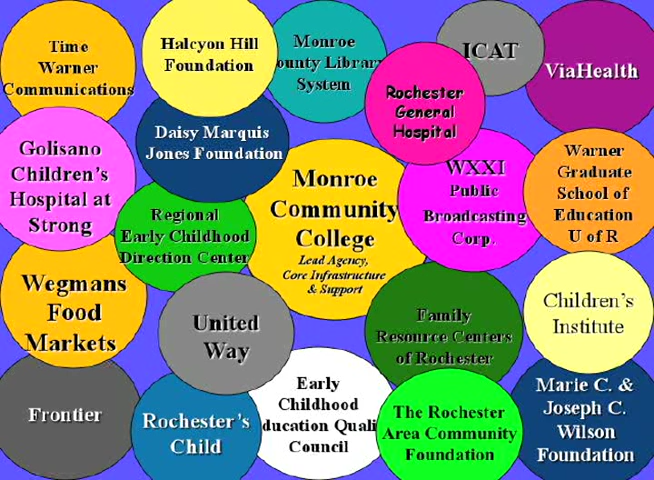 Time
Warner
Communications
Halcyon Hill
Foundation
Monroe
ounty Library
System
ICAT
ViaHealth
Rochester
General
Hospital
Golisano
Children's
Hospital at
Strong
Daisy Marquis
Jones Foundation
Monroe
Community
College
Lead Agency,
Core Infrastructure
& Support
WXXI
Public
Broadcasting
Corp.
Warner
Graduate
School of
Education
U of R
Regional
Early Childhood
Direction Center
Wegmans
Food
Markets
United
Way
Family
Resource Centers
of Rochester
Children's
Institute
Frontier
Rochester's
Child
Early
Childhood
ducation Quali
Council
The Rochester
Area Community
Foundation
Marie C. &
Joseph C.
Wilson
Foundation